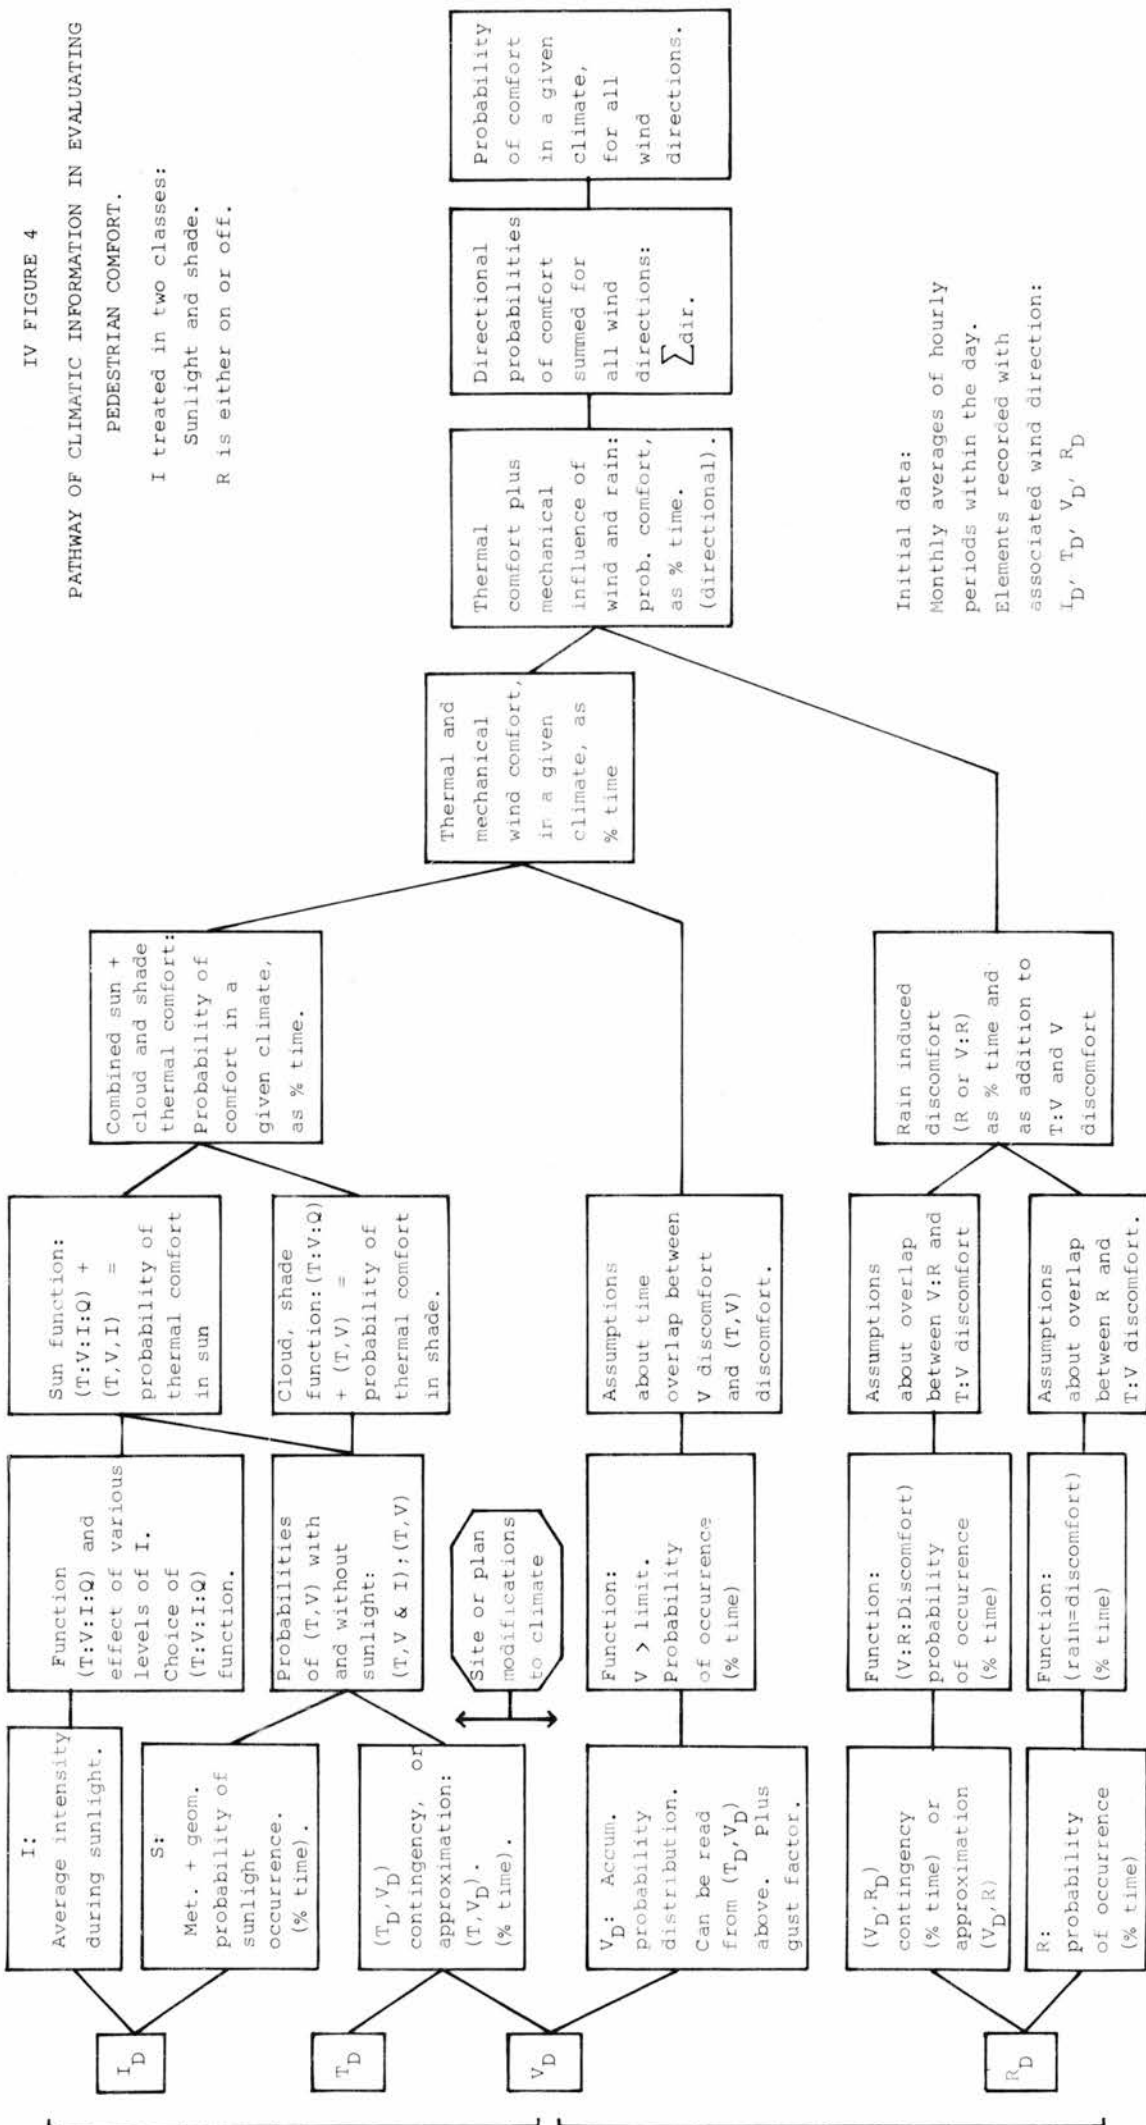 IV FIGURE 4
PATHWAY OF CLIMATIC INFORMATION IN EVALUATING
PEDESTRIAN COMFORT.
I treated in two classes:
Sunlight and shade.
R is either on or off.
I_D
T_D
V_D
R_D
I:
Average intensity
during sunlight.
S:
Met. + geom.
probability of
sunlight
occurrence.
(% time).
(T_D,V_D)
contingency, or
approximation:
(T,V_D).
(% time).
V_D: Accum.
probability
distribution.
Can be read
from (T_D,V_D)
above. Plus
gust factor.
(V_D,R_D)
contingency
(% time) or
approximation
(V_D,R)
R:
probability
of occurrence
(% time)
Function
(T:V:I:Q) and
effect of various
levels of I.
Choice of
(T:V:I:Q)
function.
Probabilities
of (T,V) with
and without
sunlight:
(T,V & I);(T,V)
Site or plan
modifications
to climate
Function:
V > limit.
Probability
of occurrence
(% time)
Function:
(V:R:Discomfort)
probability
of occurrence
(% time)
Function:
(rain=discomfort)
(% time)
Sun function:
(T:V:I:Q) +
(T,V,I) =
probability of
thermal comfort
in sun
Cloud, shade
function:(T:V:Q)
+ (T,V) =
probability of
thermal comfort
in shade.
Assumptions
about time
overlap between
V discomfort
and (T,V)
discomfort.
Assumptions
about overlap
between V:R and
T:V discomfort
Assumptions
about overlap
between R and
T:V discomfort.
Combined sun +
cloud and shade
thermal comfort:
Probability of
comfort in a
given climate,
as % time.
Rain induced
discomfort
(R or V:R)
as % time and
as addition to
T:V and V
discomfort
Thermal and
mechanical
wind comfort,
in a given
climate, as
% time
Thermal
comfort plus
mechanical
influence of
wind and rain:
prob. comfort,
as % time.
(directional).
Directional
probabilities
of comfort
summed for
all wind
directions:
∑dir.
Probability
of comfort
in a given
climate,
for all
wind
directions.
Initial data:
Monthly averages of hourly
periods within the day.
Elements recorded with
associated wind direction:
I_D, T_D, V_D, R_D